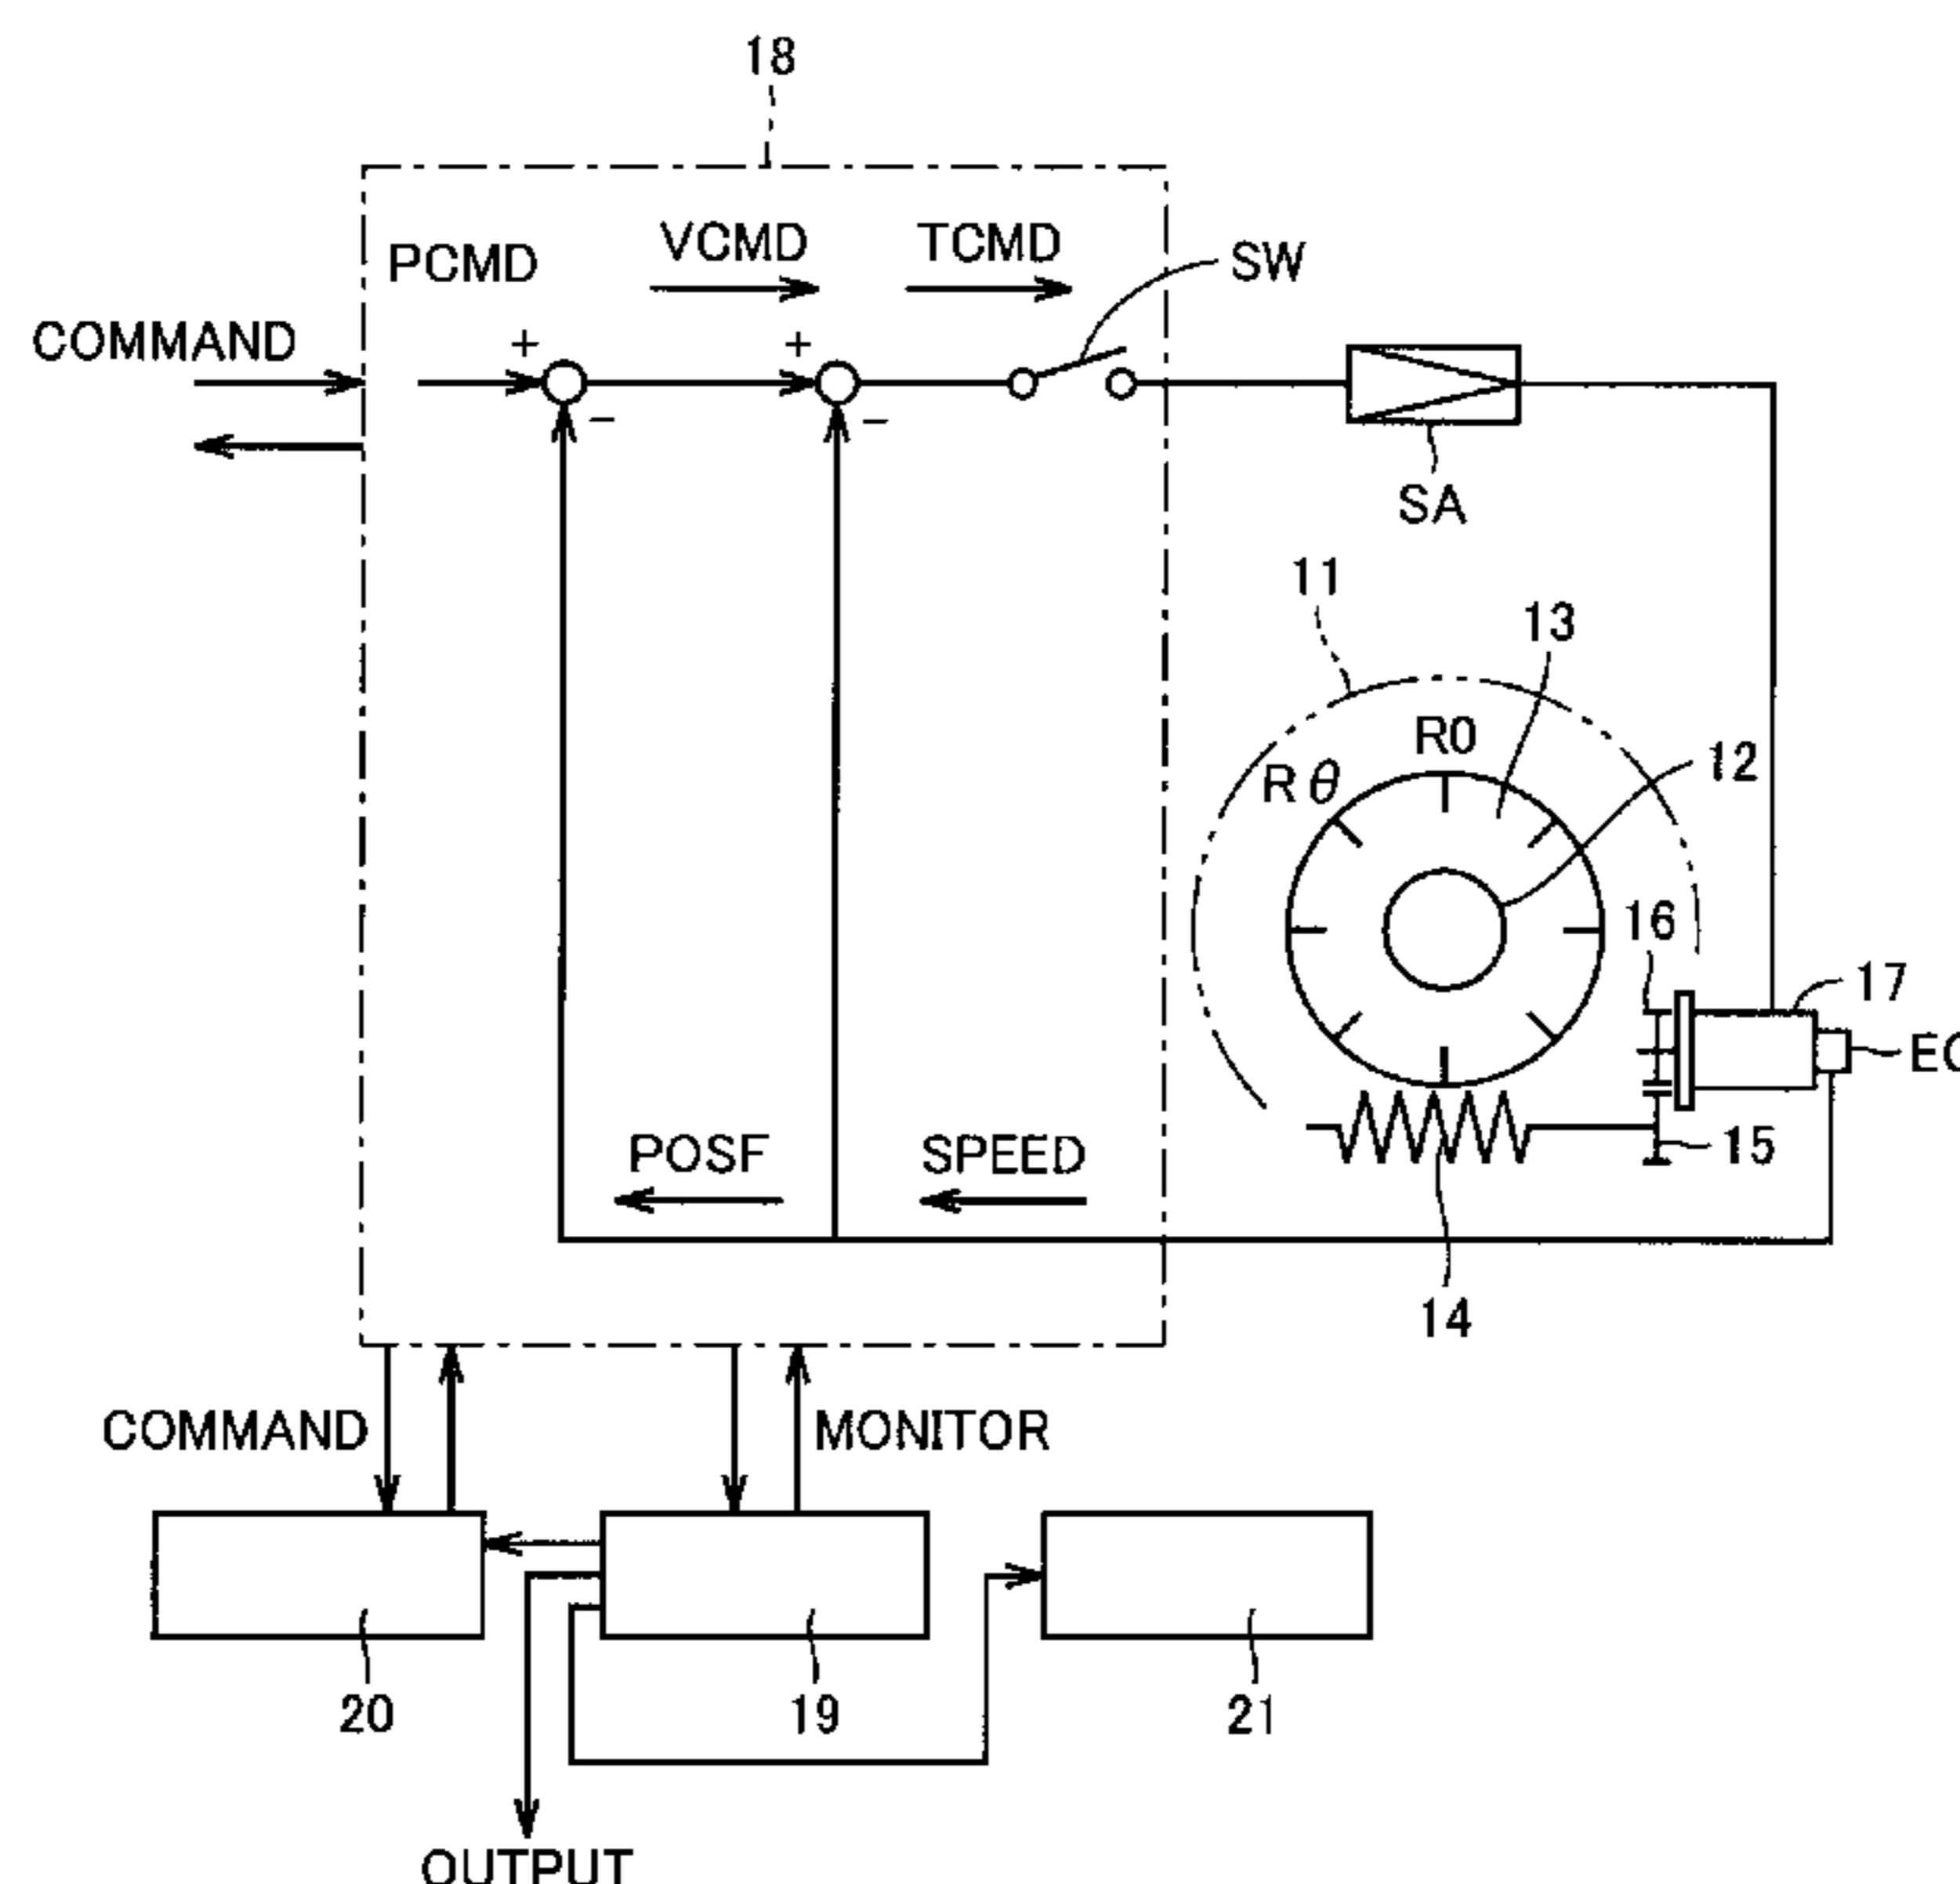 18
PCMD
VCMD
TCMD
SW
COMMAND
+
+
−
−
SA
11
13
R0
Rθ
12
16
17
15
POSF
SPEED
14
COMMAND
MONITOR
20
19
21
OUTPUT